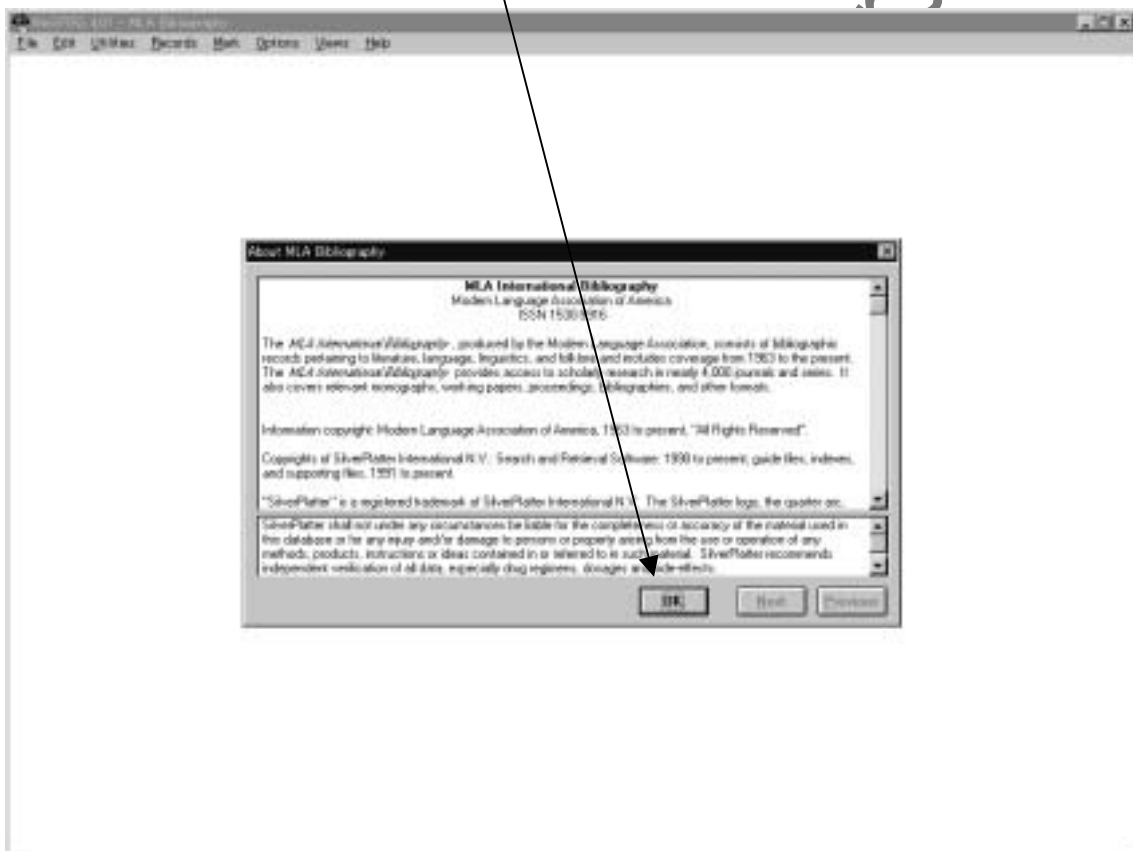 4.01 - MLA Bibliography
File Edit Utilities Records Mark Options Views Help
About MLA Bibliography
MLA International Bibliography
Modern Language Association of America
ISSN
The MLA International Bibliography, produced by the Modern Language Association, consists of bibliographic
records pertaining to literature, language, linguistics, and folklore and includes coverage from 1963 to the present.
The MLA International Bibliography provides access to scholarly research in nearly 4,000 journals and series. It
also covers relevant monographs, working papers, proceedings, bibliographies, and other formats.
Information copyright: Modern Language Association of America, 1963 to present, "All Rights Reserved".
Copyrights of SilverPlatter International N.V.: Search and Retrieval Software: 1990 to present; guide files, indexes,
and supporting files, 1991 to present.
"SilverPlatter" is a registered trademark of SilverPlatter International N.V. The SilverPlatter logo, the quarter arc,
SilverPlatter shall not under any circumstances be liable for the completeness or accuracy of the material used in
this database or for any injury and/or damage to persons or property arising from the use or operation of any
methods, products, instructions or ideas contained in or referred to in such material. SilverPlatter recommends
independent verification of all data, especially drug regimens, dosages and side-effects.
OK Next Previous